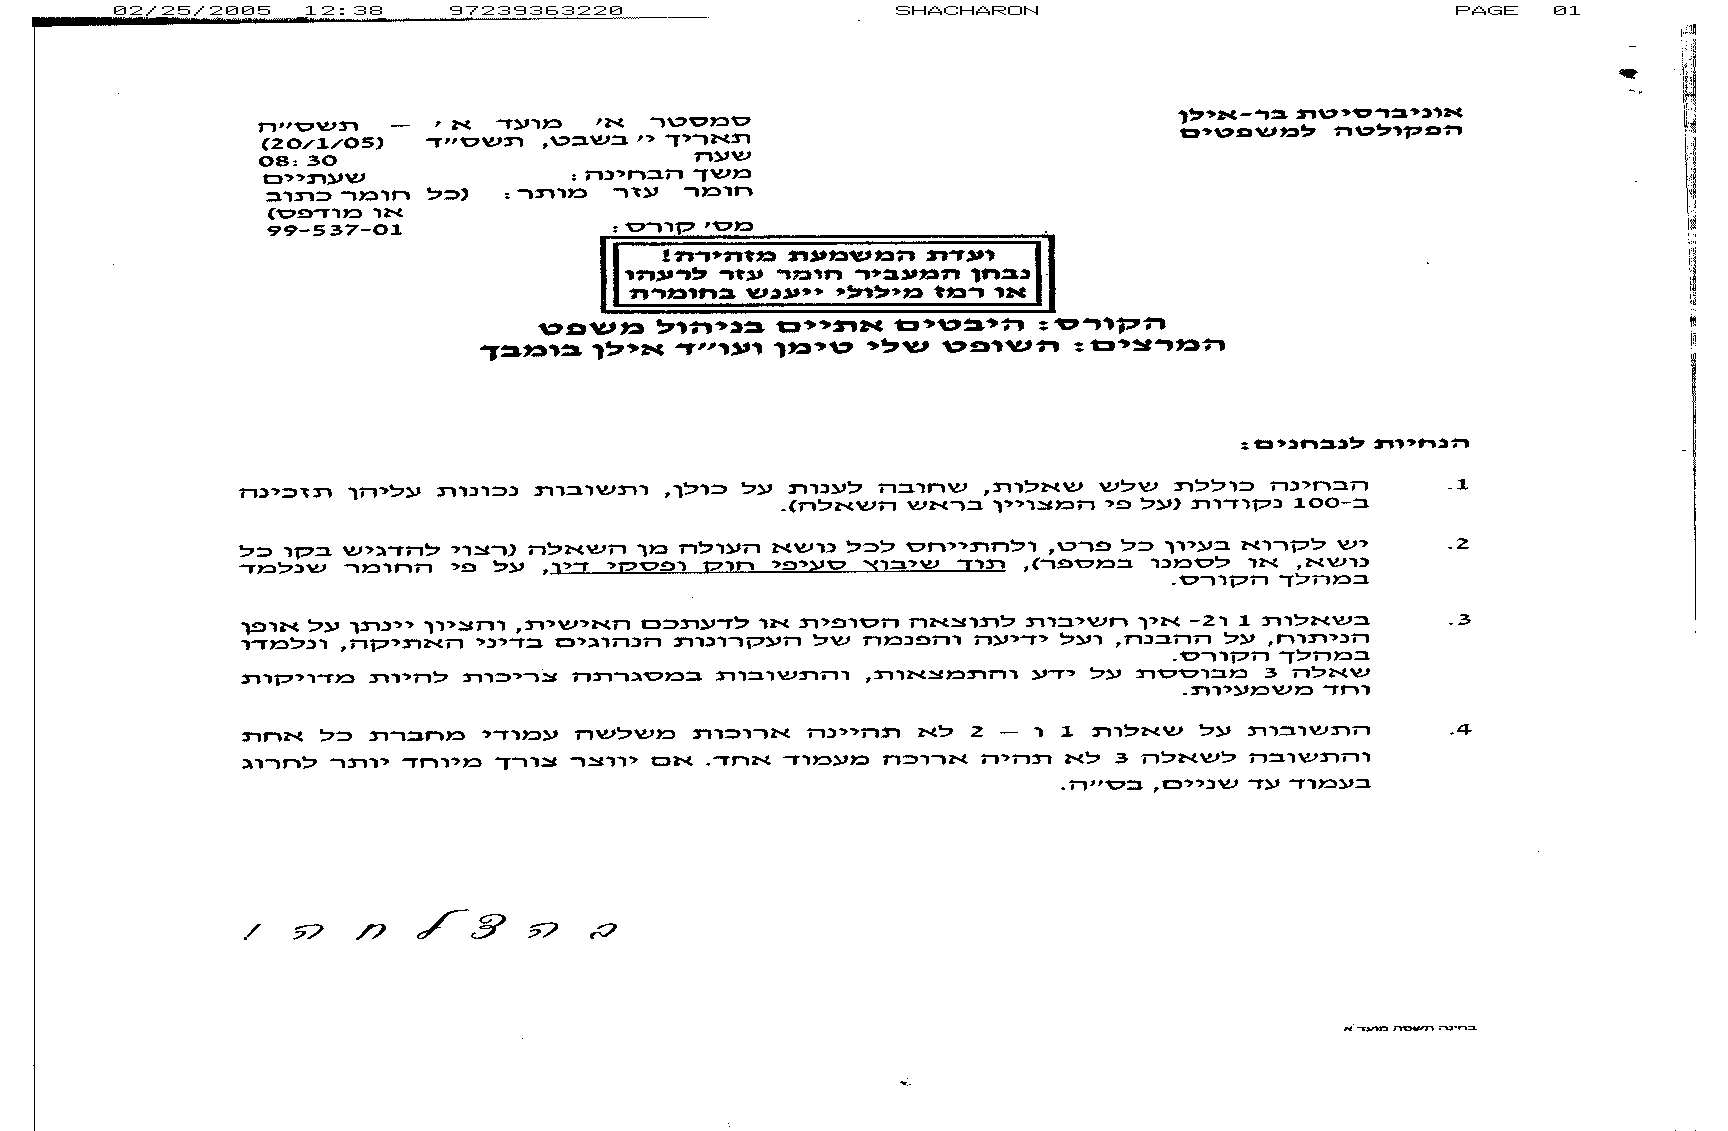 02/25/2005 12:38 97239363220 SHACHARON PAGE 01
אוניברסיטת בר-אילן
הפקולטה למשפטים
סמסטר א' מועד א' – תשס"ח
תאריך י' בשבט, תשס"ד (20/1/05)
שעה 08:30
משך הבחינה: שעתיים
חומר עזר מותר: (כל חומר כתוב
או מודפס)
מס' קורס: 99-537-01
ועדת המשמעת מזהירה!
נבחן המעביר חומר עזר לרעהו
או רמז מילולי ייענש בחומרה
הקורס: היבטים אתיים בניהול משפט
המרצים: השופט שלי טימן ועו"ד אילן בומבך
הנחיות לנבחנים:
1. הבחינה כוללת שלש שאלות, שחובה לענות על כולן, ותשובות נכונות עליהן תזכינה
ב-100 נקודות (על פי המצויין בראש השאלה).
2. יש לקרוא בעיון כל פרט, ולהתייחס לכל נושא העולה מן השאלה (רצוי להדגיש בקו כל
נושא, או לסמנו במספר), תוך שיבוץ סעיפי חוק ופסקי דין, על פי החומר שנלמד
במהלך הקורס.
3. בשאלות 1 ו2- אין חשיבות לתוצאה הסופית או לדעתכם האישית, והציון יינתן על אופן
הניתוח, על ההבנה, ועל ידיעה והפנמה של העקרונות הנהוגים בדיני האתיקה, ונלמדו
במהלך הקורס.
שאלה 3 מבוססת על ידע והתמצאות, והתשובות במסגרתה צריכות להיות מדויקות
וחד משמעיות.
4. התשובות על שאלות 1 ו – 2 לא תהיינה ארוכות משלשה עמודי מחברת כל אחת
והתשובה לשאלה 3 לא תהיה ארוכה מעמוד אחד. אם יווצר צורך מיוחד יותר לחרוג
בעמוד עד שניים, בס"ה.
ב ה צ ל ח ה !
בחינה תשסח מועד א